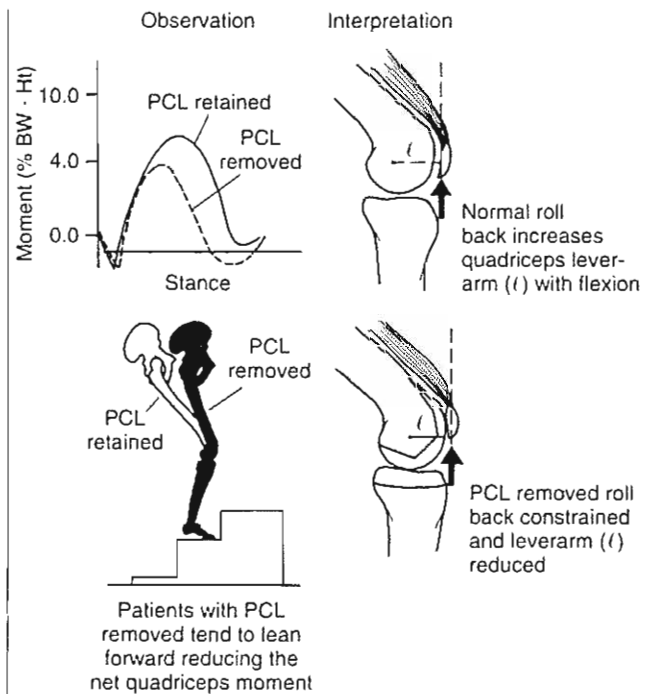 Observation
Interpretation
Moment (% BW · Ht)
10.0
4.0
0.0
PCL retained
PCL
removed
Stance
Normal roll
back increases
quadriceps lever-
arm (ℓ) with flexion
ℓ
PCL
removed
PCL
retained
Patients with PCL
removed tend to lean
forward reducing the
net quadriceps moment
ℓ
PCL removed roll
back constrained
and leverarm (ℓ)
reduced